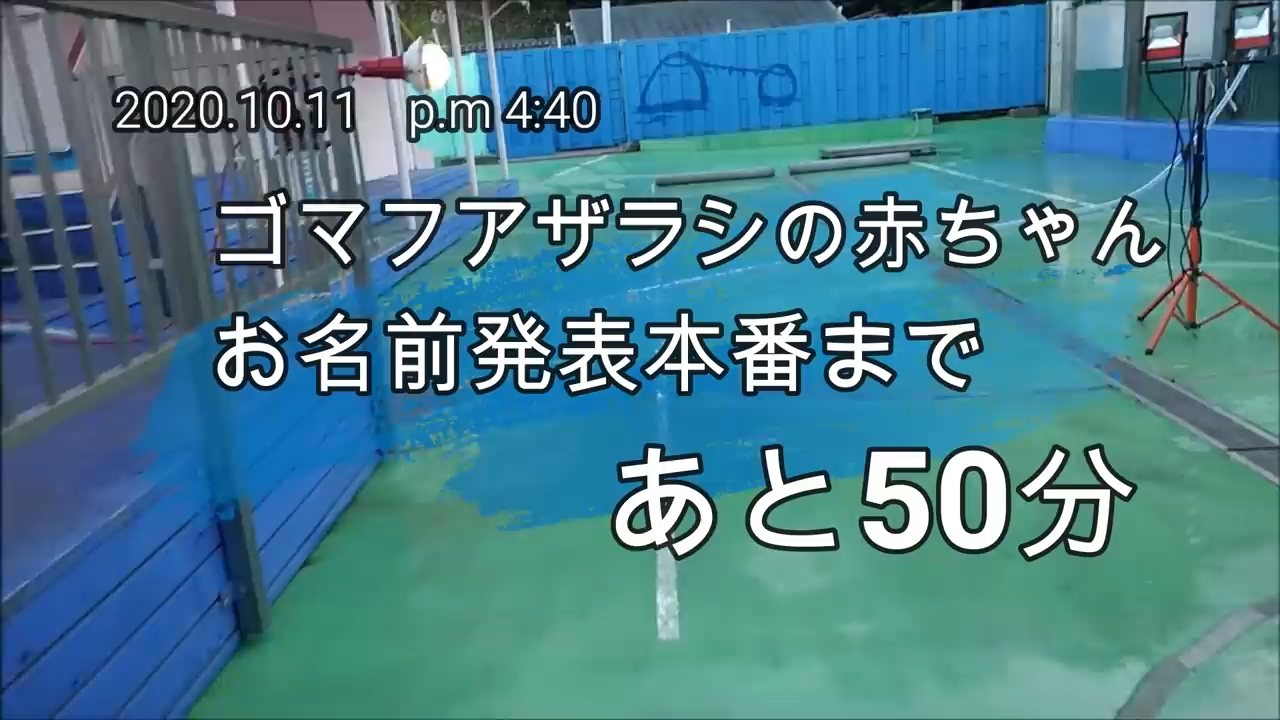 2020.10.11 p.m 4:40
ゴマフアザラシの赤ちゃん
お名前発表本番まで
あと50分